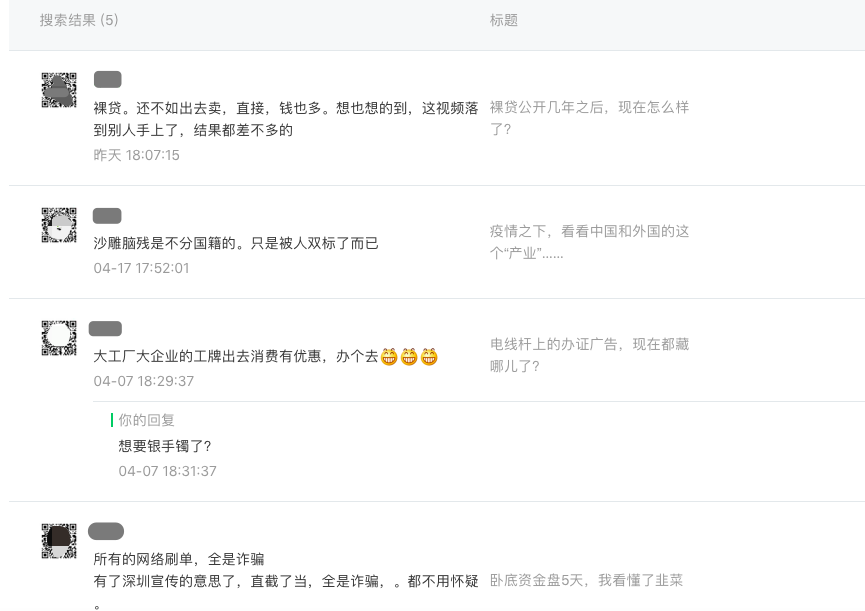 搜索结果 (5)
标题
裸贷。还不如出去卖，直接，钱也多。想也想的到，这视频落
到别人手上了，结果都差不多的
昨天 18:07:15
裸贷公开几年之后，现在怎么样
了?
沙雕脑残是不分国籍的。只是被人双标了而已
04-17 17:52:01
疫情之下，看看中国和外国的这
个“产业”......
大工厂大企业的工牌出去消费有优惠，办个去😁😁😁
04-07 18:29:37
电线杆上的办证广告，现在都藏
哪儿了?
你的回复
想要银手镯了?
04-07 18:31:37
所有的网络刷单，全是诈骗
有了深圳宣传的意思了，直截了当，全是诈骗，。都不用怀疑
。
卧底资金盘5天，我看懂了韭菜